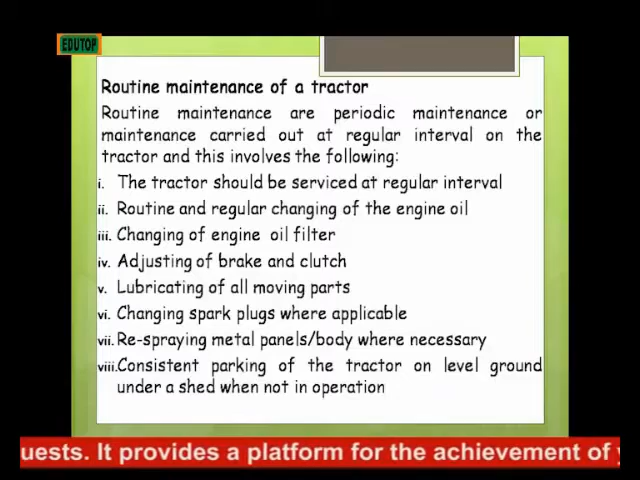 EDUTOP
Routine maintenance of a tractor
Routine maintenance are periodic maintenance or
maintenance carried out at regular interval on the
tractor and this involves the following:
i. The tractor should be serviced at regular interval
ii. Routine and regular changing of the engine oil
iii. Changing of engine oil filter
iv. Adjusting of brake and clutch
v. Lubricating of all moving parts
vi. Changing spark plugs where applicable
vii. Re-spraying metal panels/body where necessary
viii. Consistent parking of the tractor on level ground
under a shed when not in operation
uests. It provides a platform for the achievement of